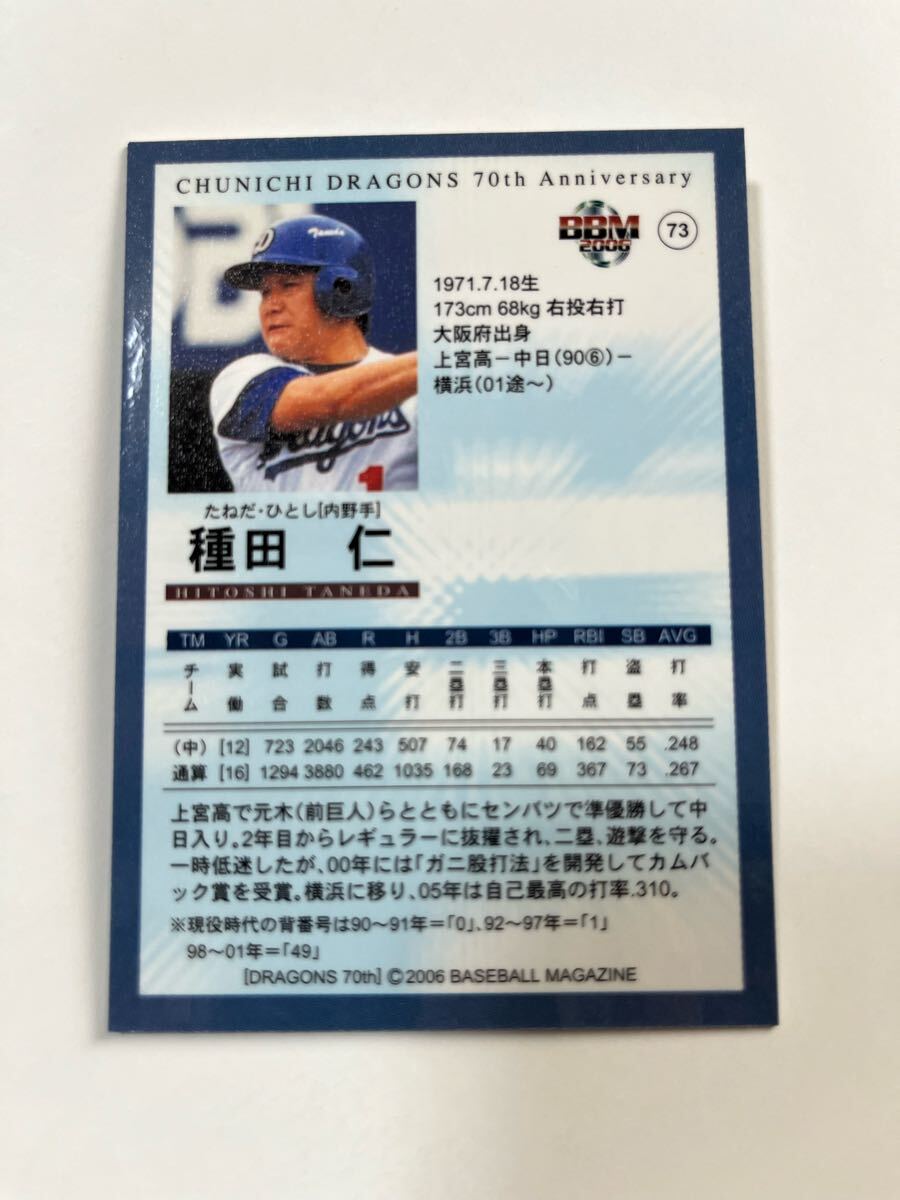 CHUNICHI DRAGONS 70th Anniversary
BBM
2006
73
Taneda
D
Dragons
1
1971.7.18生
173cm 68kg 右投右打
大阪府出身
上宮高－中日(90⑥)－
横浜(01途～)
たねだ・ひとし[内野手]
種田 仁
HITOSHI TANEDA
TM YR G AB R H 2B 3B HP RBI SB AVG
チーム 実働 試合 打数 得点 安打 二塁打 三塁打 本塁打 打点 盗塁 打率
(中) [12] 723 2046 243 507 74 17 40 162 55 .248
通算 [16] 1294 3880 462 1035 168 23 69 367 73 .267
上宮高で元木(前巨人)らとともにセンバツで準優勝して中
日入り。2年目からレギュラーに抜擢され、二塁、遊撃を守る。
一時低迷したが、00年には「ガニ股打法」を開発してカムバ
ック賞を受賞。横浜に移り、05年は自己最高の打率.310。
※現役時代の背番号は90～91年＝「0」、92～97年＝「1」
98～01年＝「49」
[DRAGONS 70th] ©2006 BASEBALL MAGAZINE